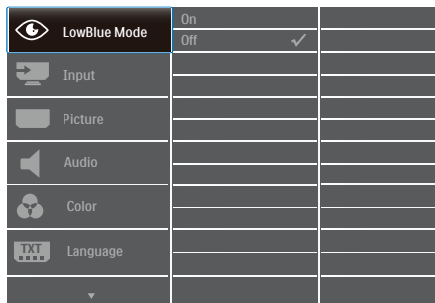 LowBlue Mode
On
Off
Input
Picture
Audio
Color
TXT
Language